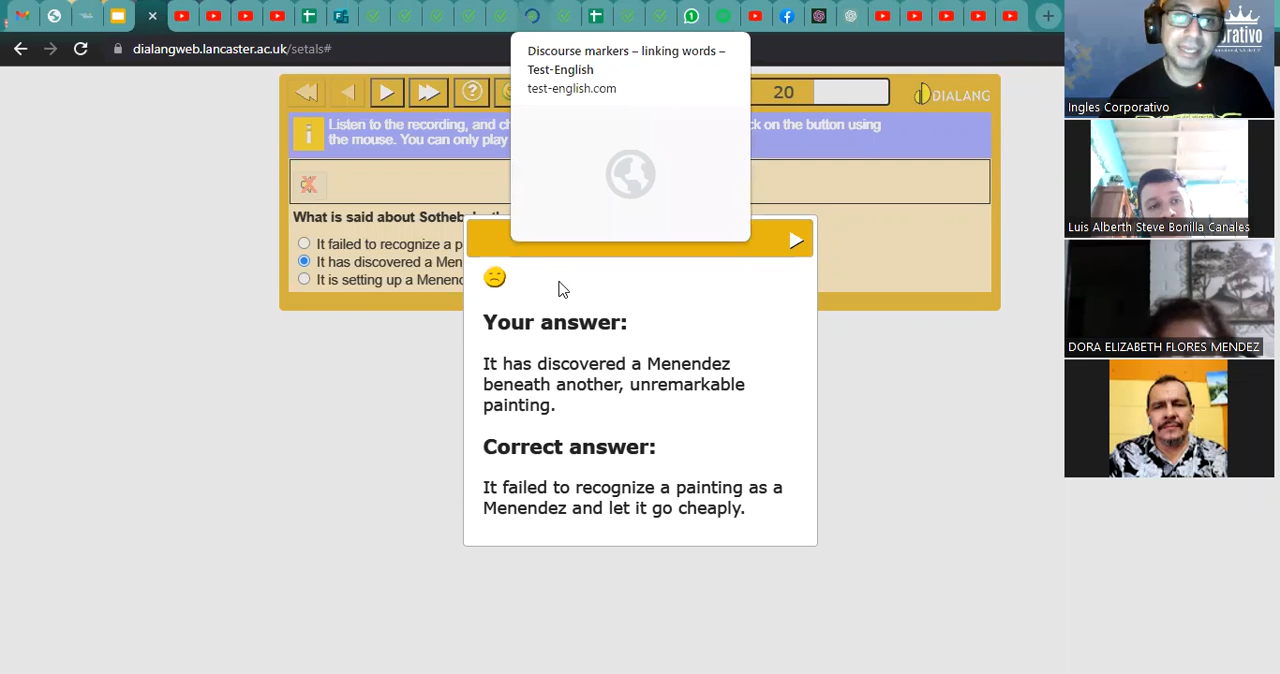 dialangweb.lancaster.ac.uk/setals#
Discourse markers – linking words –
Test-English
test-english.com
20
DIALANG
i
Listen to the recording, and ck on the button using
the mouse. You can only play
What is said about
It failed to recognize a p
It has discovered a Men
It is setting up a Menend
Your answer:
It has discovered a Menendez
beneath another, unremarkable
painting.
Correct answer:
It failed to recognize a painting as a
Menendez and let it go cheaply.
orativo
Ingles Corporativo
Luis Alberth Steve Bonilla Canales
DORA ELIZABETH FLORES MENDEZ